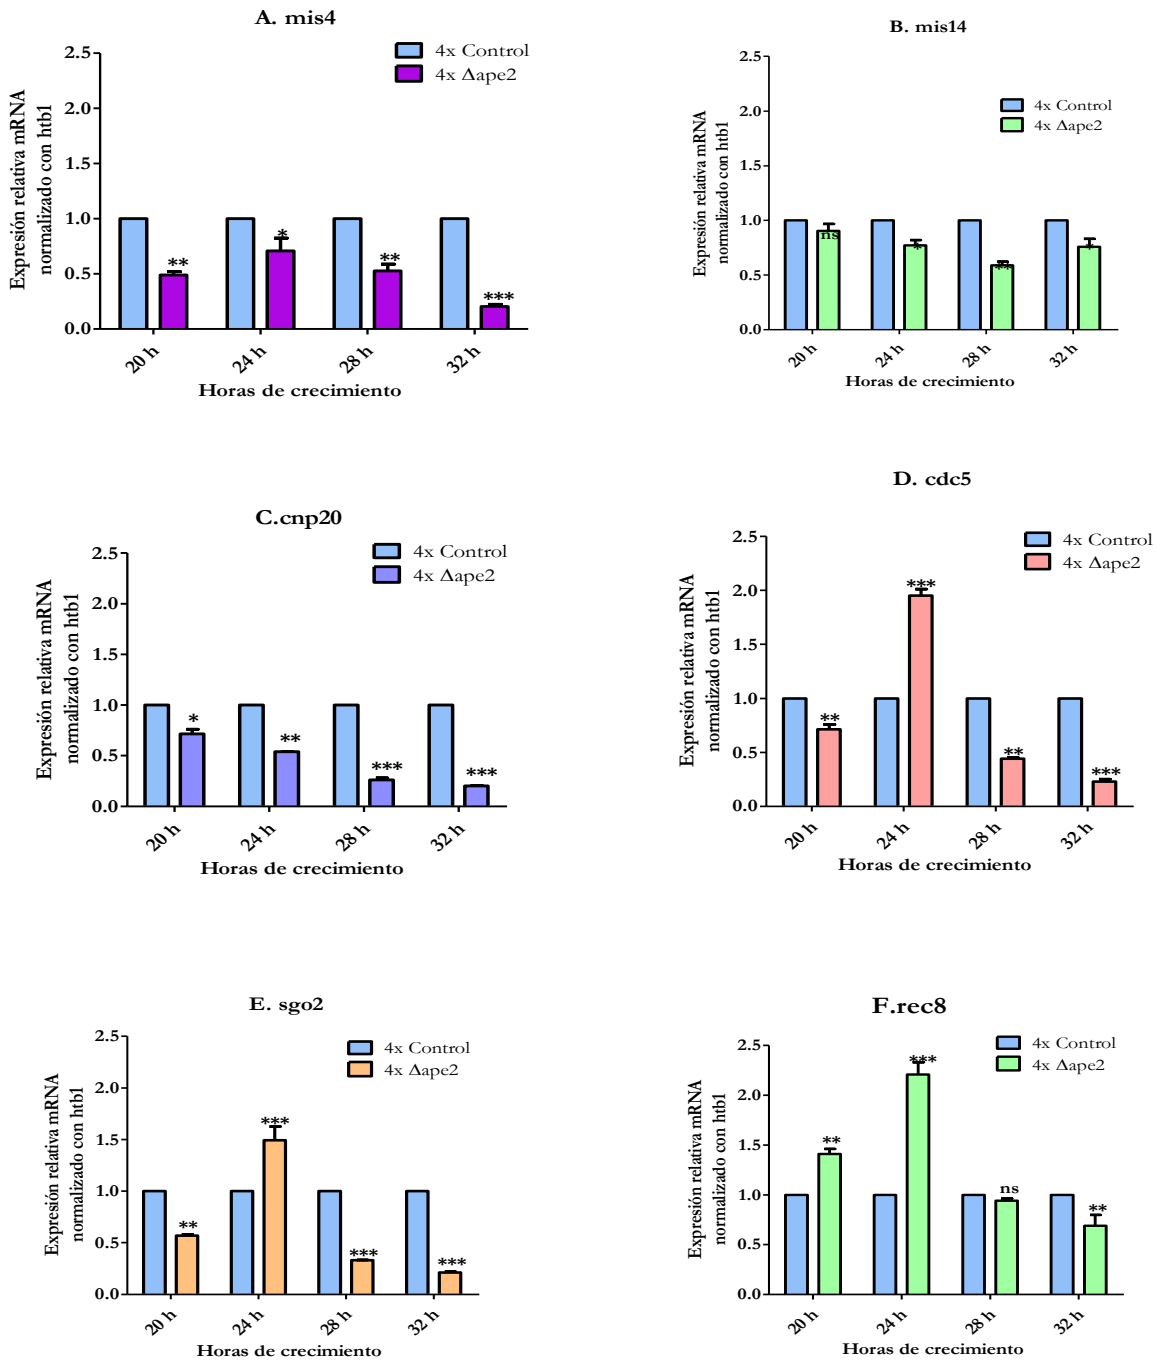 A. mis4
4x Control
4x Δape2
Expresión relativa mRNA
normalizado con htb1
2.5
2.0
1.5
1.0
0.5
0.0
**
*
**
***
20 h
24 h
28 h
32 h
Horas de crecimiento
B. mis14
4x Control
4x Δape2
Expresión relativa mRNA
normalizado con htb1
2.5
2.0
1.5
1.0
0.5
0.0
ns
*
**
*
20 h
24 h
28 h
32 h
Horas de crecimiento
C.cnp20
4x Control
4x Δape2
Expresión relativa mRNA
normalizado con htb1
2.5
2.0
1.5
1.0
0.5
0.0
*
**
***
***
20 h
24 h
28 h
32 h
Horas de crecimiento
D. cdc5
4x Control
4x Δape2
Expresión relativa mRNA
normalizado con htb1
2.5
2.0
1.5
1.0
0.5
0.0
**
***
**
***
20 h
24 h
28 h
32 h
Horas de crecimiento
E. sgo2
4x Control
4x Δape2
Expresión relativa mRNA
normalizado con htb1
2.5
2.0
1.5
1.0
0.5
0.0
**
***
***
***
20 h
24 h
28 h
32 h
Horas de crecimiento
F.rec8
4x Control
4x Δape2
Expresión relativa mRNA
normalizado con htb1
2.5
2.0
1.5
1.0
0.5
0.0
**
***
ns
**
20 h
24 h
28 h
32 h
Horas de crecimiento